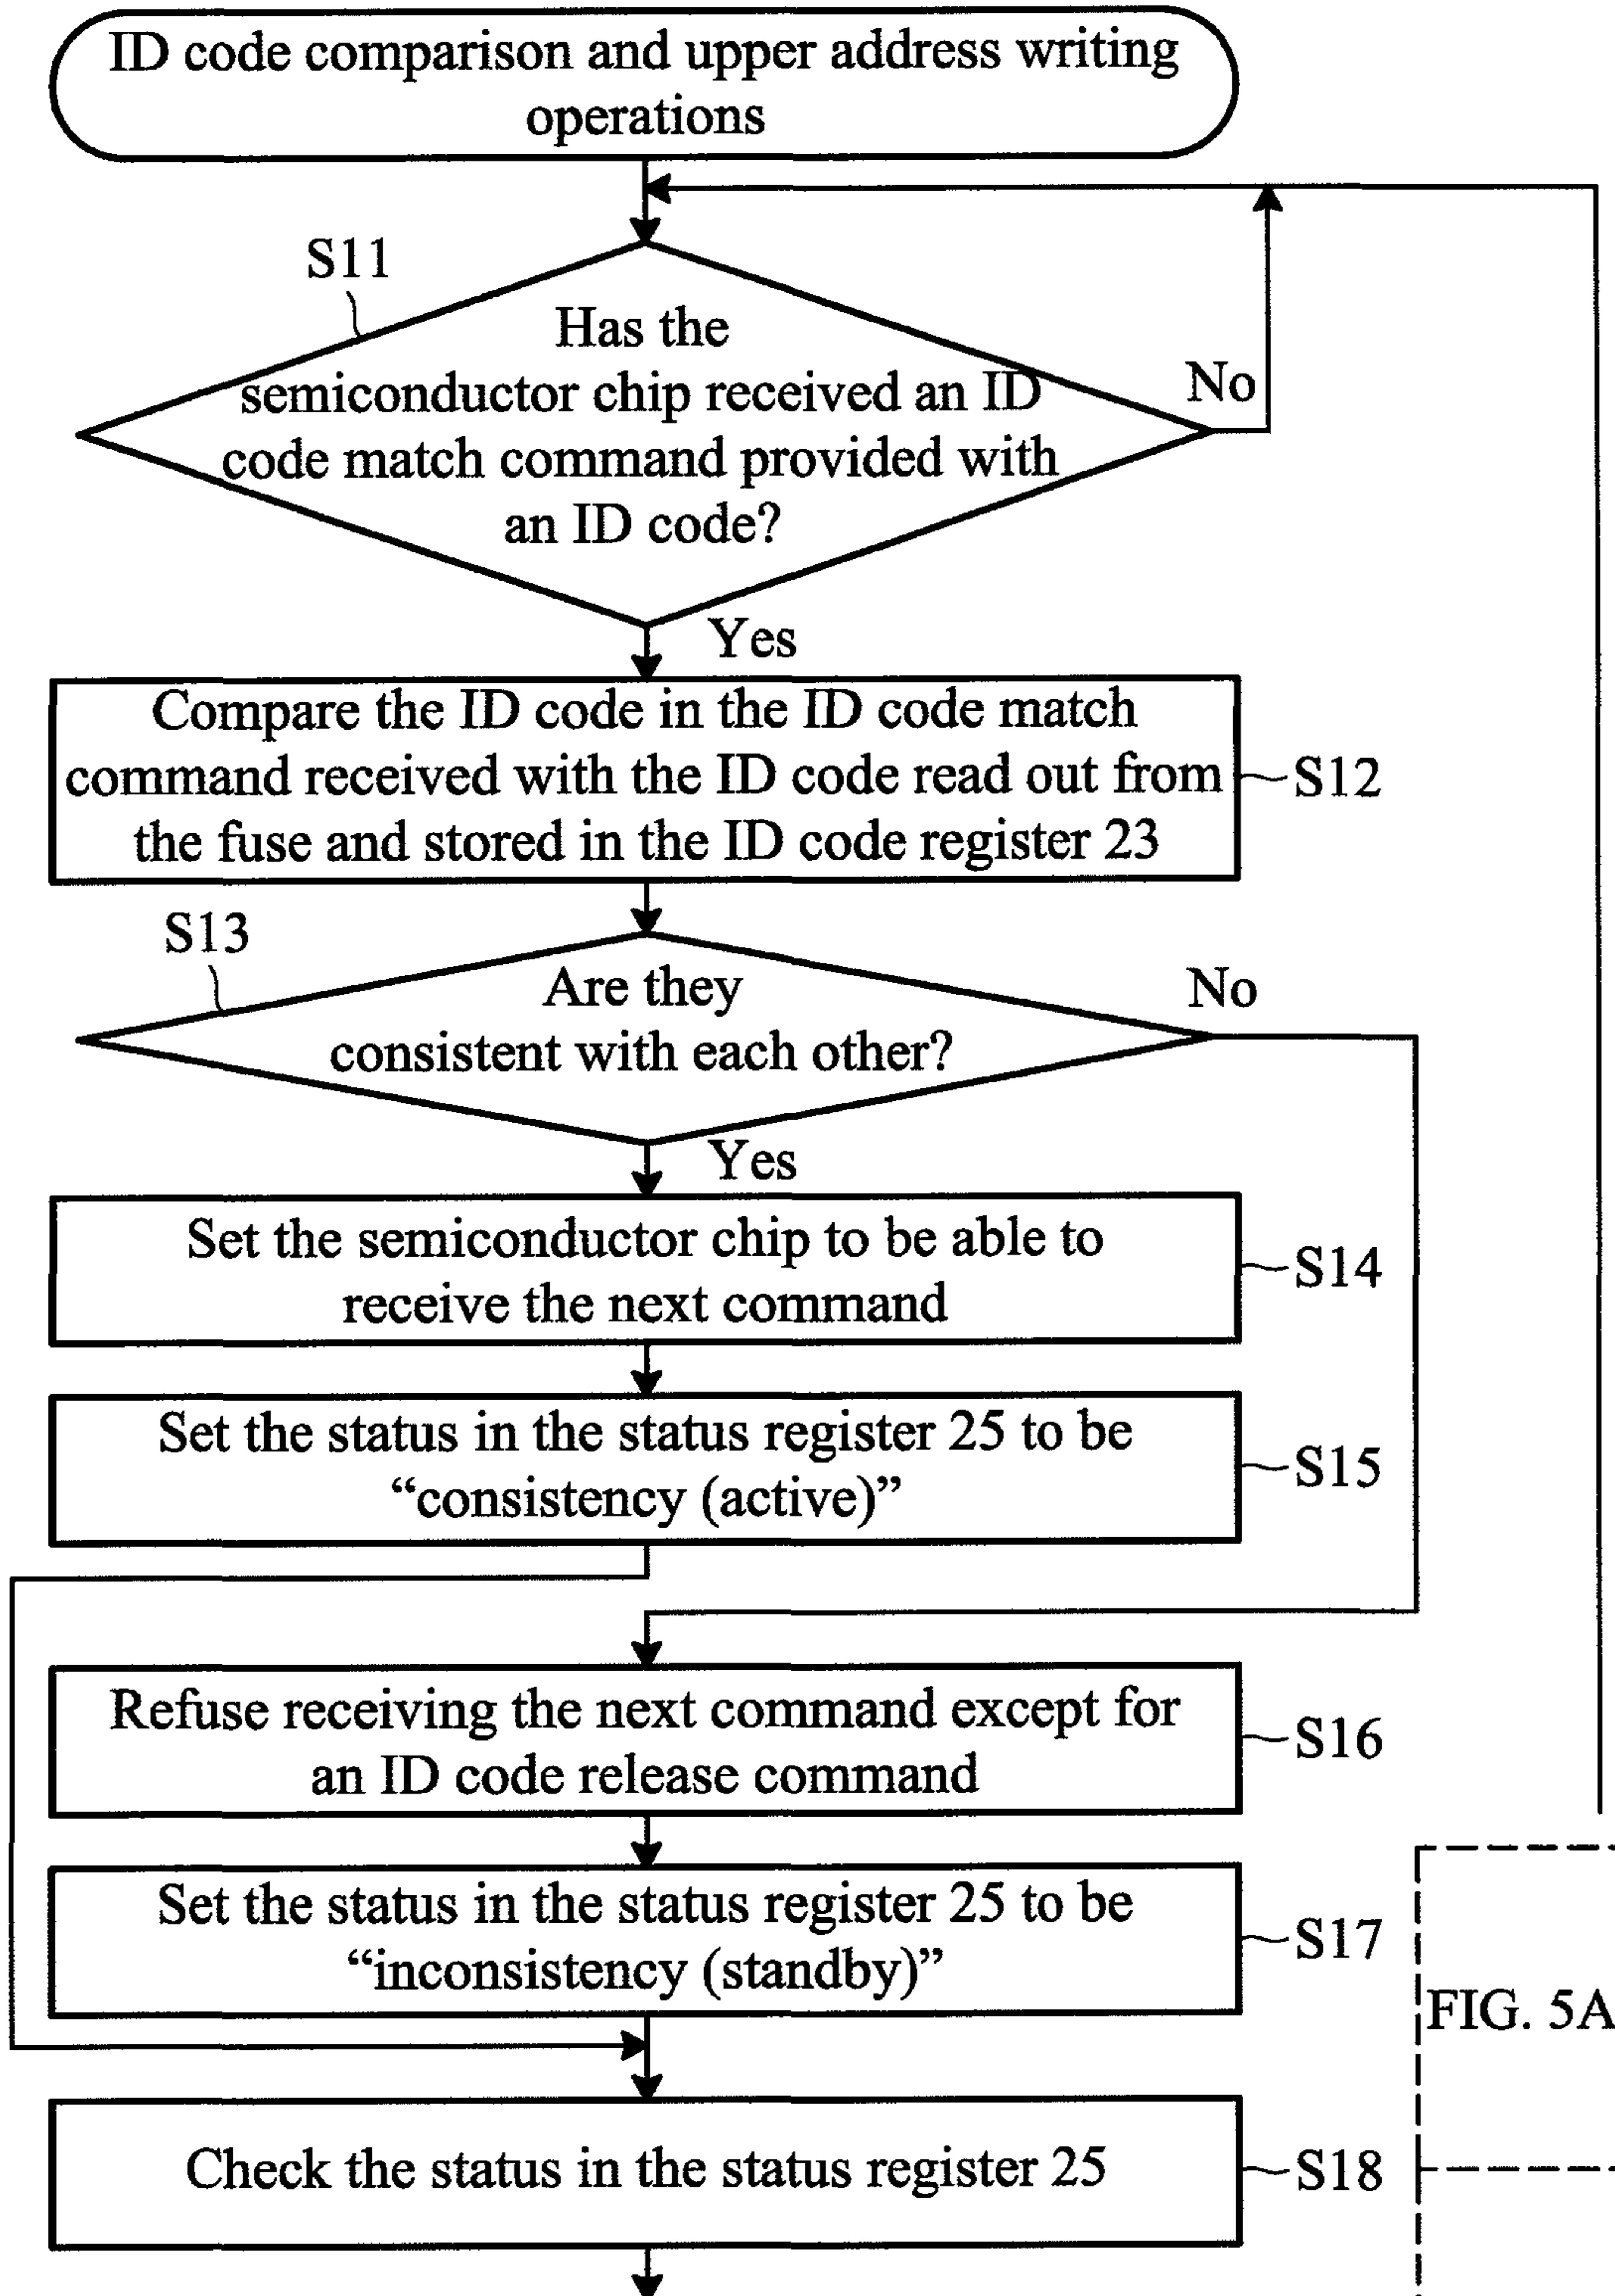 ID code comparison and upper address writing
operations
S11
Has the
semiconductor chip received an ID
code match command provided with
an ID code?
No
Yes
Compare the ID code in the ID code match
command received with the ID code read out from
the fuse and stored in the ID code register 23
S12
S13
Are they
consistent with each other?
No
Yes
Set the semiconductor chip to be able to
receive the next command
S14
Set the status in the status register 25 to be
“consistency (active)”
S15
Refuse receiving the next command except for
an ID code release command
S16
Set the status in the status register 25 to be
“inconsistency (standby)”
S17
FIG. 5A
Check the status in the status register 25
S18